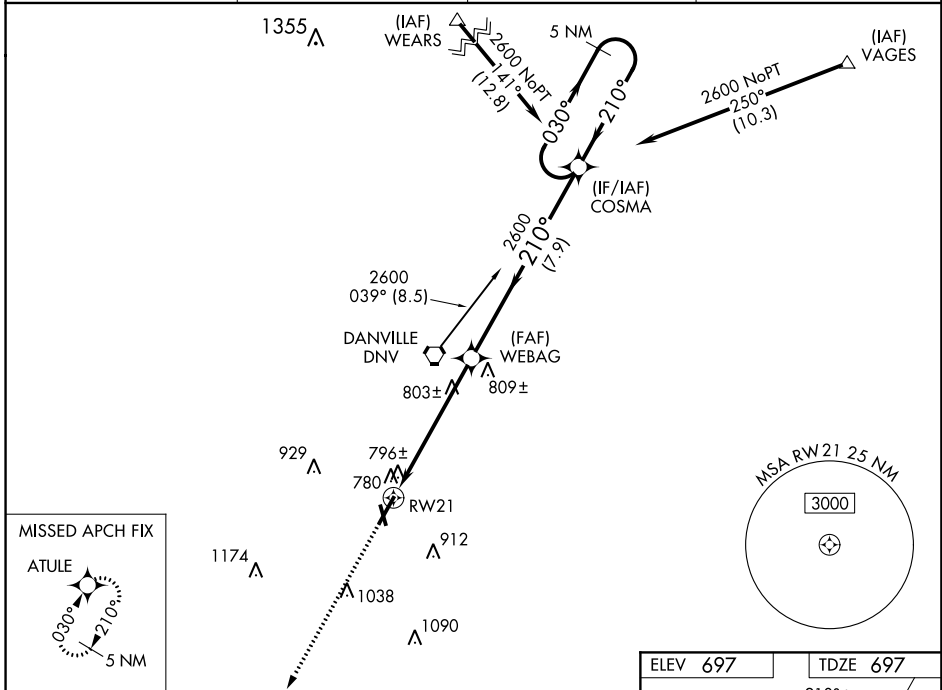 1355
(IAF)
WEARS
2600 NoPT
141°
(12.8)
5 NM
030°
210°
(IAF)
VAGES
2600 NoPT
250°
(10.3)
(IF/IAF)
COSMA
2600
210°
(7.9)
2600
039° (8.5)
DANVILLE
DNV
(FAF)
WEBAG
803±
809±
929
796±
780
RW21
MSA RW 21 25 NM
3000
912
1174
1038
1090
MISSED APCH FIX
ATULE
030°
210°
5 NM
ELEV 697
TDZE 697